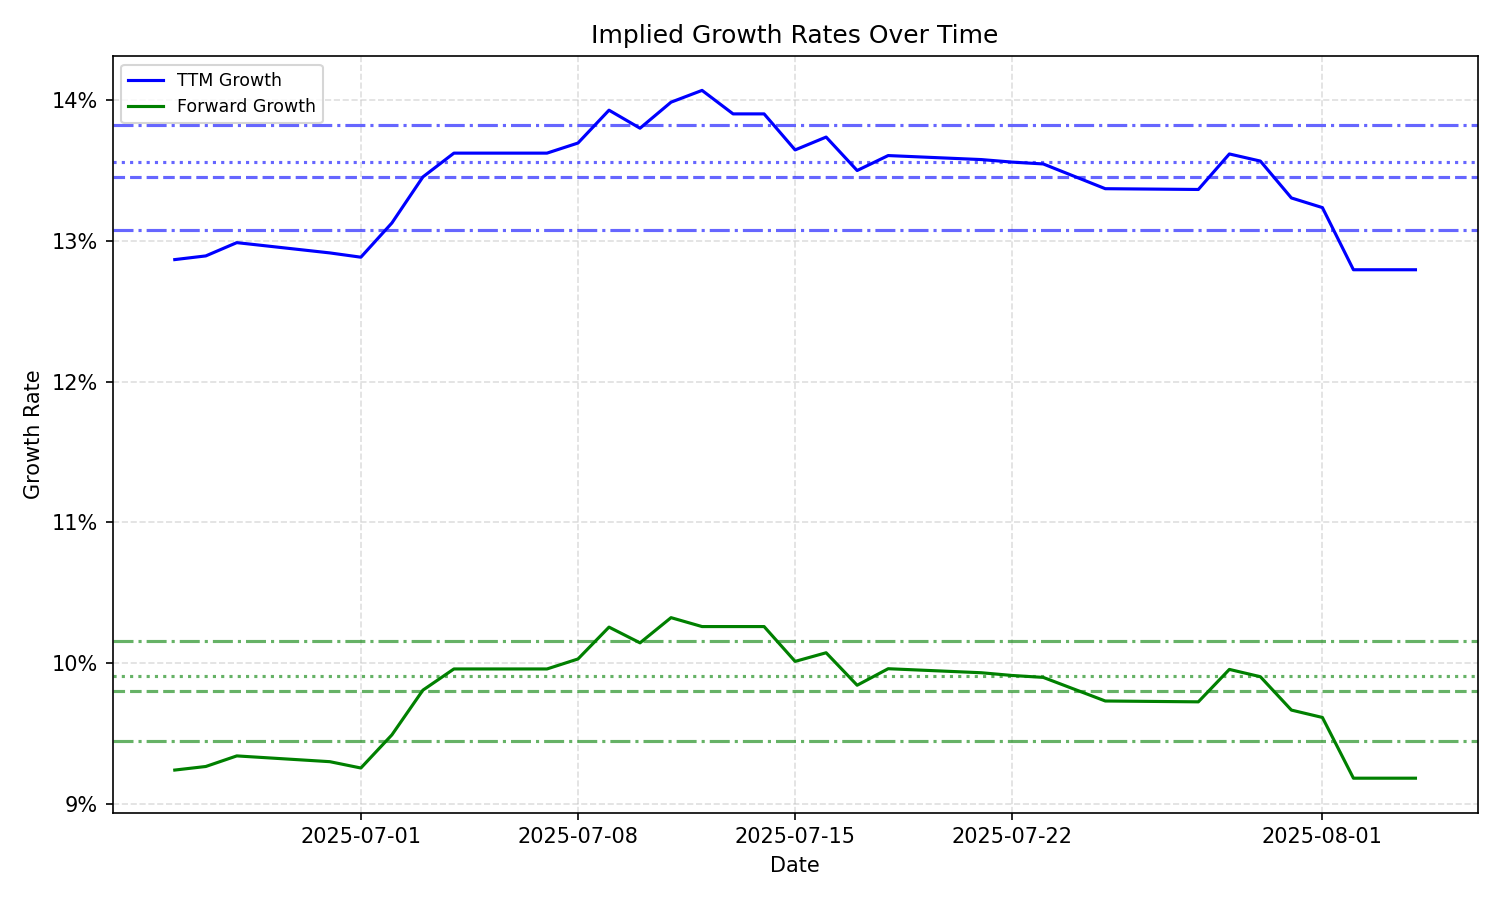 Implied Growth Rates Over Time
TTM Growth
Forward Growth
14%
13%
12%
11%
10%
9%
Growth Rate
2025-07-01
2025-07-08
2025-07-15
2025-07-22
2025-08-01
Date